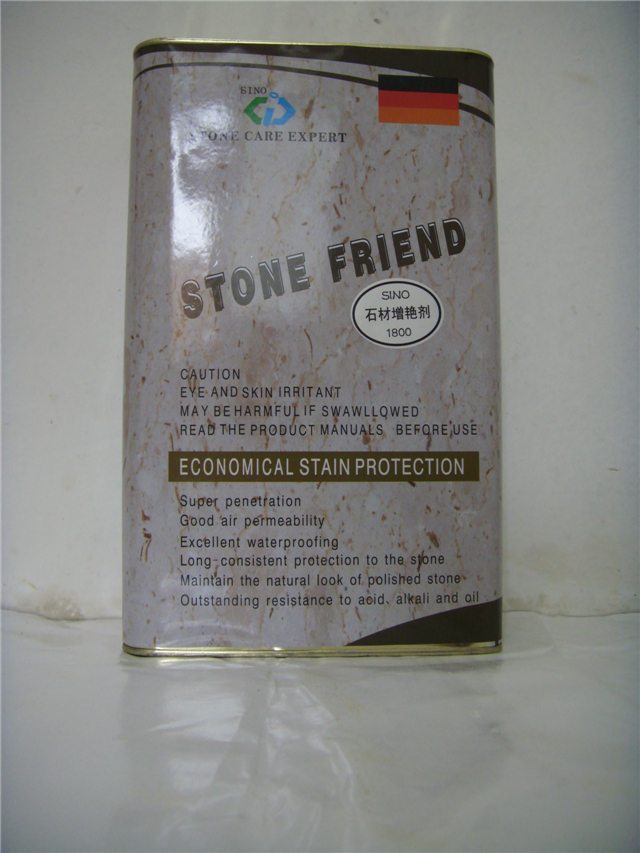 SINO
STONE CARE EXPERT
STONE FRIEND
SINO
石材增艳剂
1800
CAUTION
EYE AND SKIN IRRITANT
MAY BE HARMFUL IF SWAWLLOWED
READ THE PRODUCT MANUALS BEFORE USE
ECONOMICAL STAIN PROTECTION
Super penetration
Good air permeability
Excellent waterproofing
Long-consistent protection to the stone
Maintain the natural look of polished stone
Outstanding resistance to acid, alkali and oil